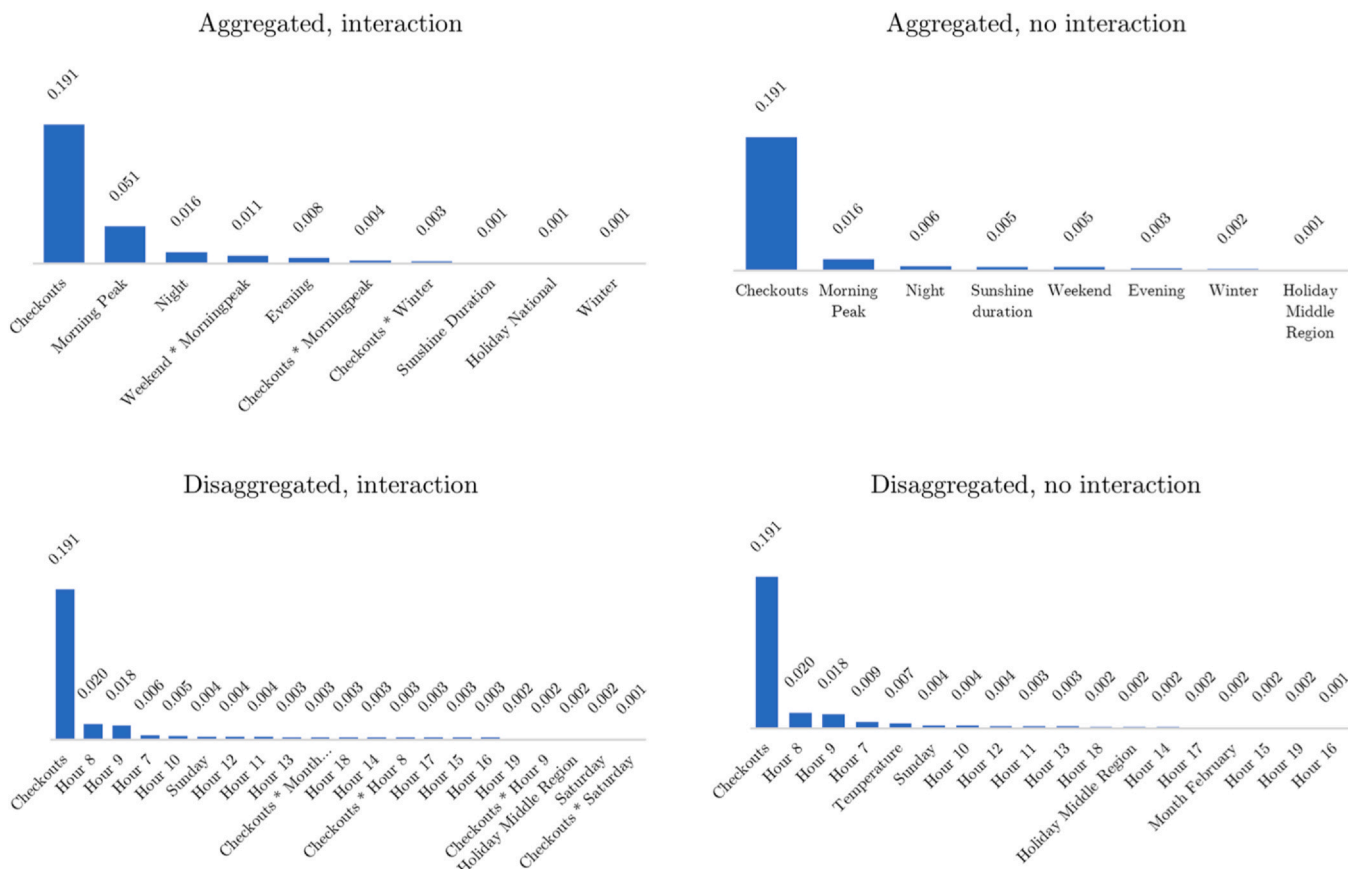 Aggregated, interaction
0.191
0.051
0.016
0.011
0.008
0.004
0.003
0.001
0.001
0.001
Checkouts
Morning Peak
Night
Weekend * Morningpeak
Evening
Checkouts * Morningpeak
Checkouts * Winter
Sunshine Duration
Holiday National
Winter
Aggregated, no interaction
0.191
0.016
0.006
0.005
0.005
0.003
0.002
0.001
Checkouts
Morning
Peak
Night
Sunshine
duration
Weekend
Evening
Winter
Holiday
Middle
Region
Disaggregated, interaction
0.191
0.020
0.018
0.006
0.005
0.004
0.004
0.004
0.003
0.003
0.003
0.003
0.003
0.003
0.003
0.003
0.002
0.002
0.002
0.002
0.001
Checkouts
Hour 8
Hour 9
Hour 7
Hour 10
Sunday
Hour 12
Hour 11
Hour 13
Checkouts * Month...
Hour 18
Hour 14
Checkouts * Hour 8
Hour 17
Hour 15
Hour 16
Hour 19
Checkouts * Hour 9
Holiday Middle Region
Saturday
Checkouts * Saturday
Disaggregated, no interaction
0.191
0.020
0.018
0.009
0.007
0.004
0.004
0.004
0.003
0.003
0.002
0.002
0.002
0.002
0.002
0.002
0.002
0.001
Checkouts
Hour 8
Hour 9
Hour 7
Temperature
Sunday
Hour 10
Hour 12
Hour 11
Hour 13
Hour 18
Holiday Middle Region
Hour 14
Hour 17
Month February
Hour 15
Hour 19
Hour 16